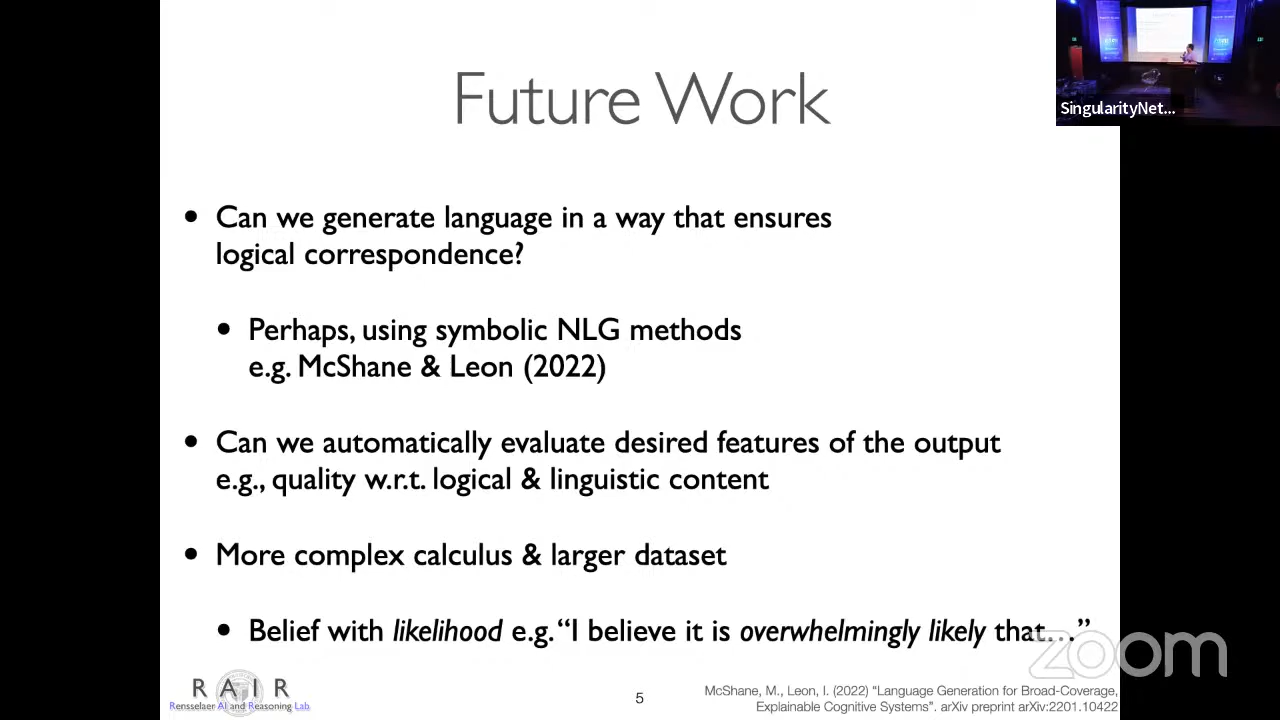 Future Work
SingularityNet...
• Can we generate language in a way that ensures
logical correspondence?
• Perhaps, using symbolic NLG methods
e.g. McShane & Leon (2022)
• Can we automatically evaluate desired features of the output
e.g., quality w.r.t. logical & linguistic content
• More complex calculus & larger dataset
• Belief with likelihood e.g. “I believe it is overwhelmingly likely that…”
zoom
R A I R
Rensselaer AI and Reasoning Lab
5
McShane, M., Leon, I. (2022) “Language Generation for Broad-Coverage,
Explainable Cognitive Systems”. arXiv preprint arXiv:2201.10422